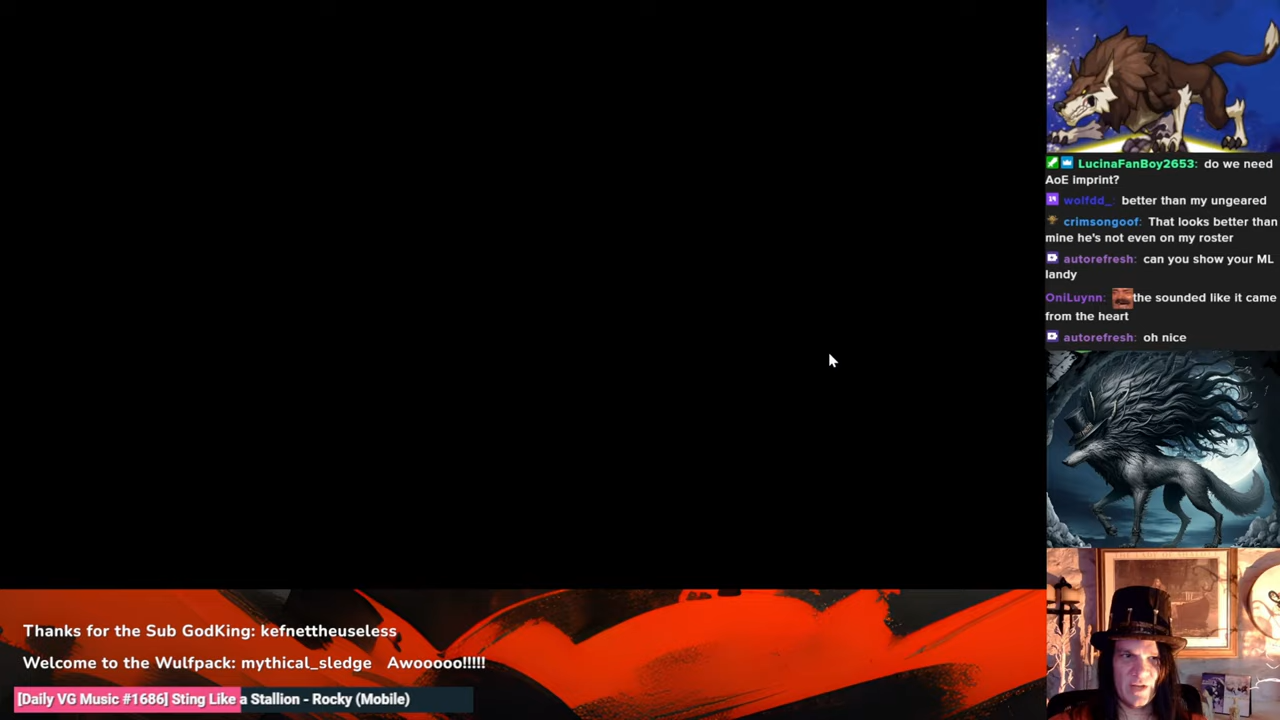 LucinaFanBoy2653: do we need
AoE imprint?
wolfdd_: better than my ungeared
crimsongoof: That looks better than
mine he's not even on my roster
autorefresh: can you show your ML
landy
OniLuynn: the sounded like it came
from the heart
autorefresh: oh nice
Thanks for the Sub GodKing: kefnettheuseless
Welcome to the Wulfpack: mythical_sledge Awooooo!!!!!
[Daily VG Music #1686] Sting Like a Stallion - Rocky (Mobile)